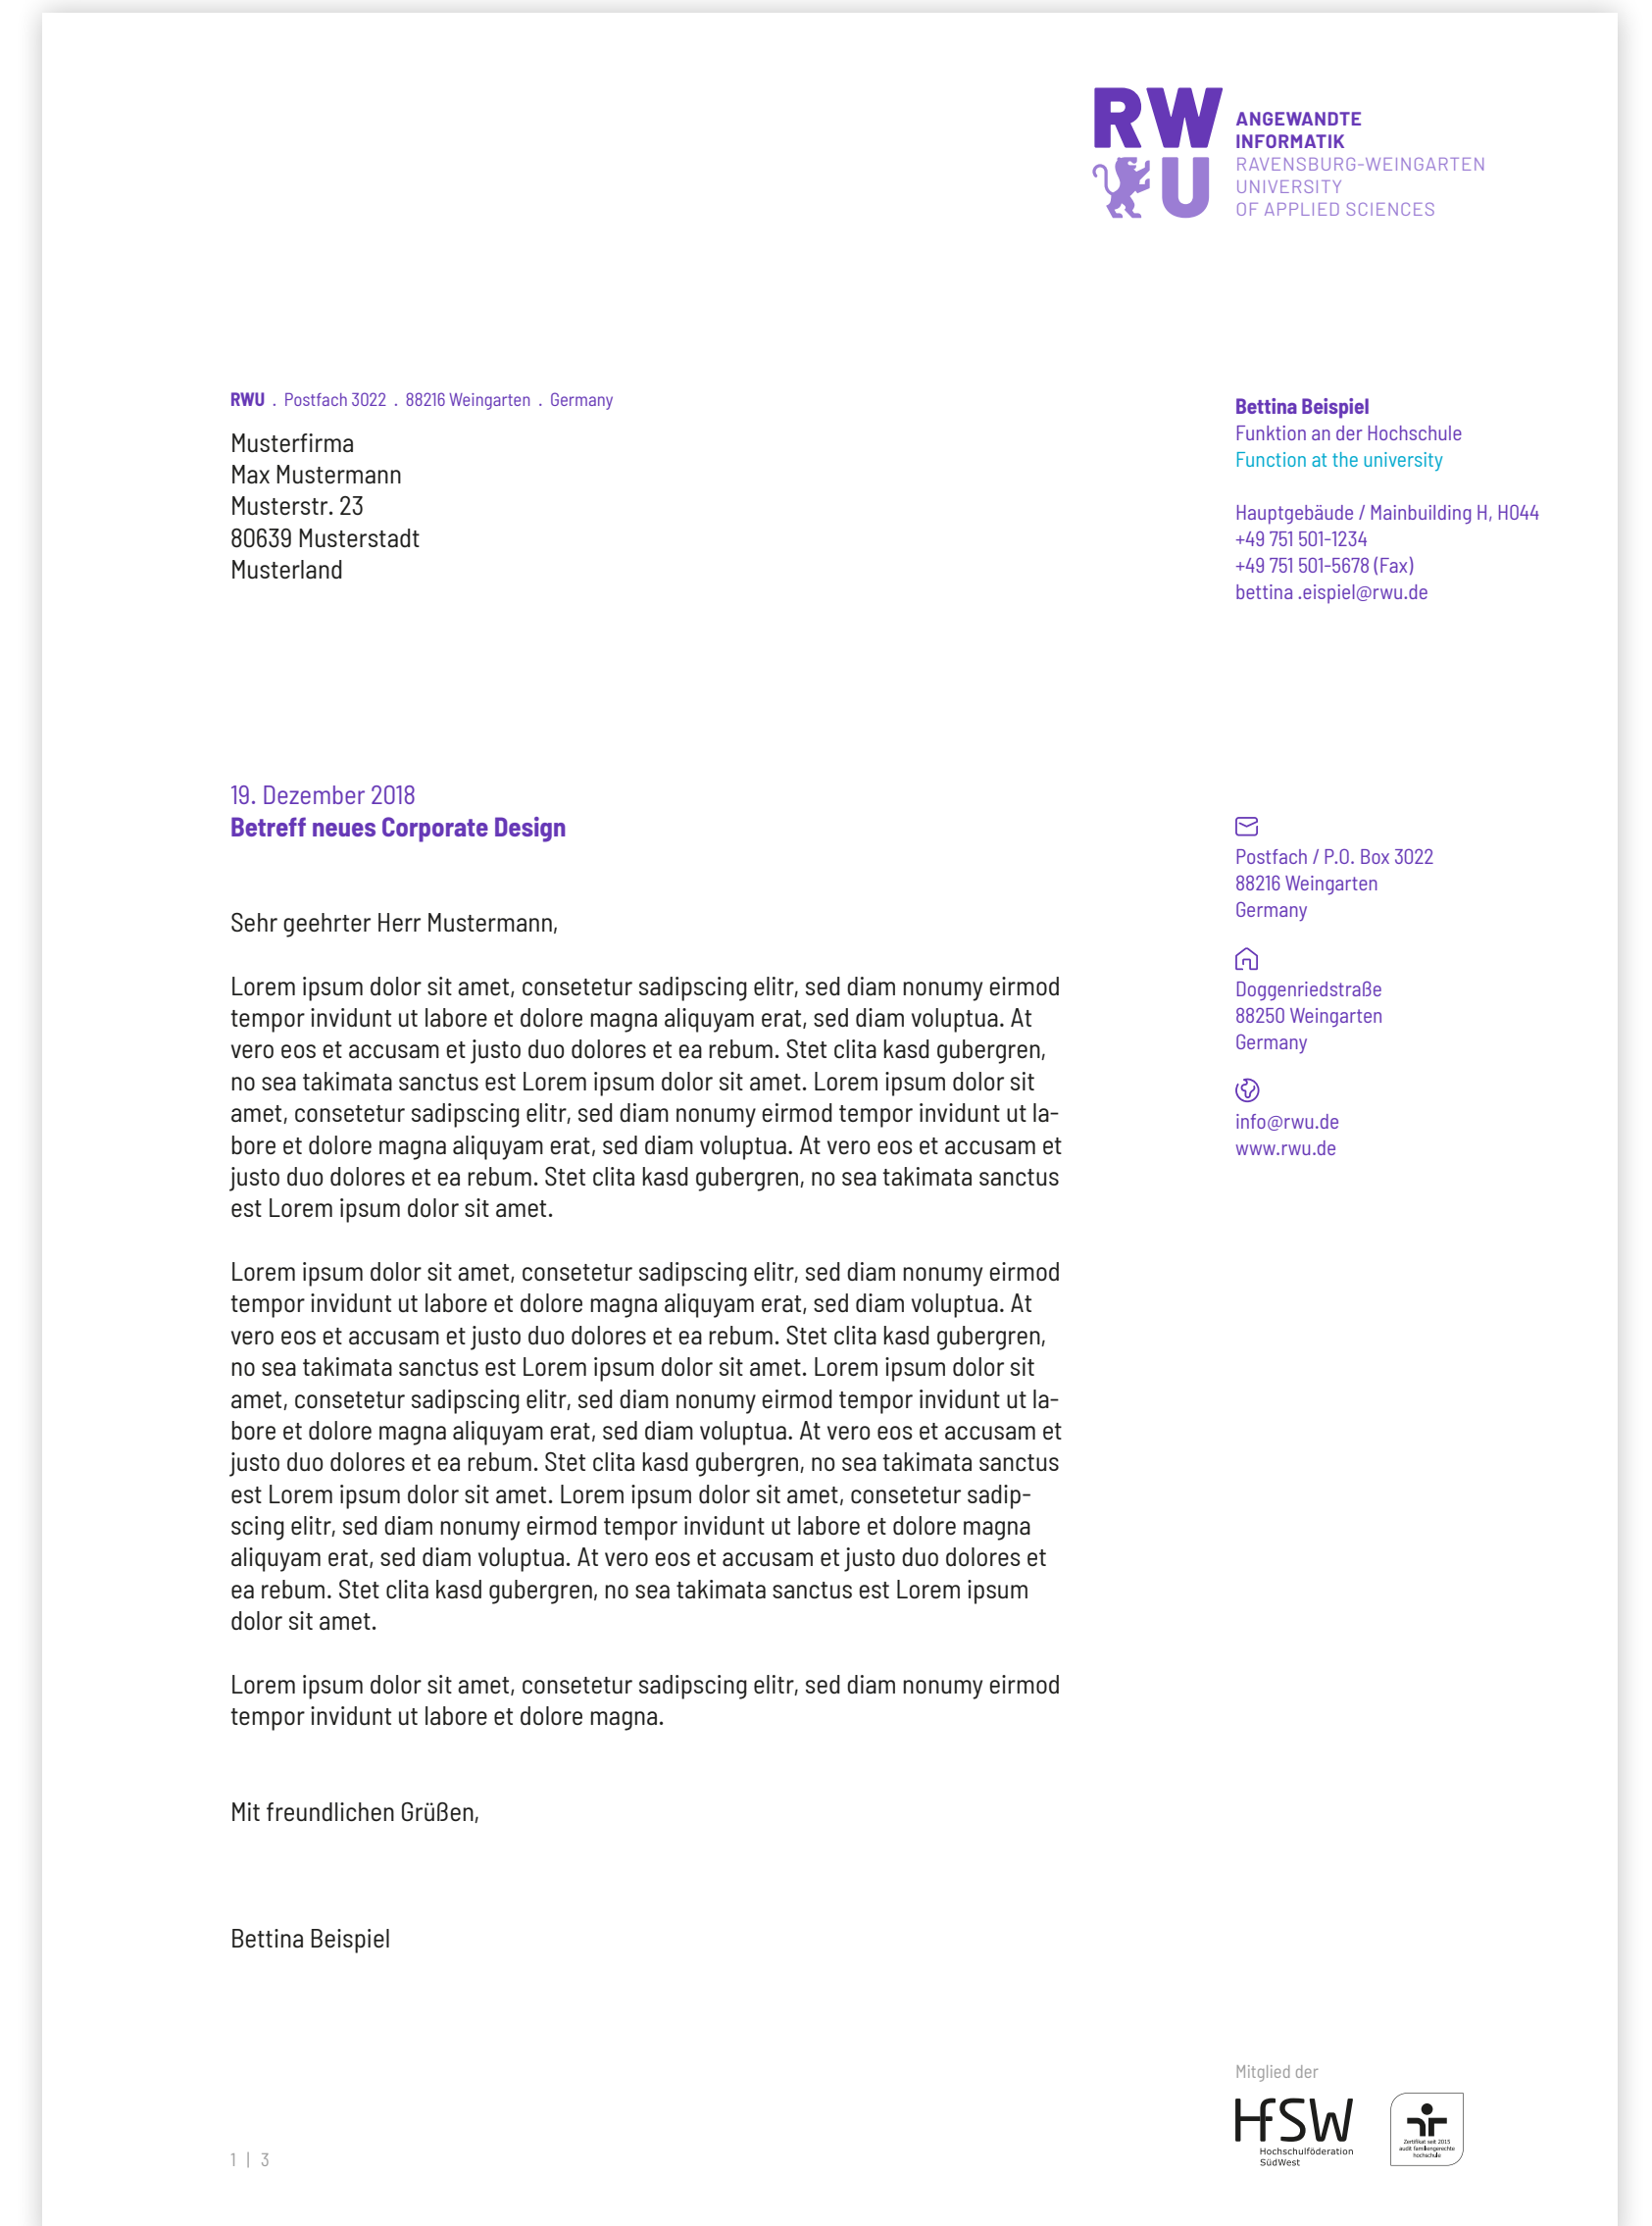 RW
U
ANGEWANDTE
INFORMATIK
RAVENSBURG-WEINGARTEN
UNIVERSITY
OF APPLIED SCIENCES
RWU . Postfach 3022 . 88216 Weingarten . Germany
Musterfirma
Max Mustermann
Musterstr. 23
80639 Musterstadt
Musterland
Bettina Beispiel
Funktion an der Hochschule
Function at the university
Hauptgebäude / Mainbuilding H, H044
+49 751 501-1234
+49 751 501-5678 (Fax)
bettina .eispiel@rwu.de
19. Dezember 2018
Betreff neues Corporate Design
Sehr geehrter Herr Mustermann,
Lorem ipsum dolor sit amet, consetetur sadipscing elitr, sed diam nonumy eirmod
tempor invidunt ut labore et dolore magna aliquyam erat, sed diam voluptua. At
vero eos et accusam et justo duo dolores et ea rebum. Stet clita kasd gubergren,
no sea takimata sanctus est Lorem ipsum dolor sit amet. Lorem ipsum dolor sit
amet, consetetur sadipscing elitr, sed diam nonumy eirmod tempor invidunt ut la-
bore et dolore magna aliquyam erat, sed diam voluptua. At vero eos et accusam et
justo duo dolores et ea rebum. Stet clita kasd gubergren, no sea takimata sanctus
est Lorem ipsum dolor sit amet.
Lorem ipsum dolor sit amet, consetetur sadipscing elitr, sed diam nonumy eirmod
tempor invidunt ut labore et dolore magna aliquyam erat, sed diam voluptua. At
vero eos et accusam et justo duo dolores et ea rebum. Stet clita kasd gubergren,
no sea takimata sanctus est Lorem ipsum dolor sit amet. Lorem ipsum dolor sit
amet, consetetur sadipscing elitr, sed diam nonumy eirmod tempor invidunt ut la-
bore et dolore magna aliquyam erat, sed diam voluptua. At vero eos et accusam et
justo duo dolores et ea rebum. Stet clita kasd gubergren, no sea takimata sanctus
est Lorem ipsum dolor sit amet. Lorem ipsum dolor sit amet, consetetur sadip-
scing elitr, sed diam nonumy eirmod tempor invidunt ut labore et dolore magna
aliquyam erat, sed diam voluptua. At vero eos et accusam et justo duo dolores et
ea rebum. Stet clita kasd gubergren, no sea takimata sanctus est Lorem ipsum
dolor sit amet.
Lorem ipsum dolor sit amet, consetetur sadipscing elitr, sed diam nonumy eirmod
tempor invidunt ut labore et dolore magna.
Mit freundlichen Grüßen,
Bettina Beispiel
Postfach / P.O. Box 3022
88216 Weingarten
Germany
Doggenriedstraße
88250 Weingarten
Germany
info@rwu.de
www.rwu.de
Mitglied der
HfSW
Hochschulföderation
SüdWest
Zertifikat seit 2015
audit familiengerechte
hochschule
1 | 3